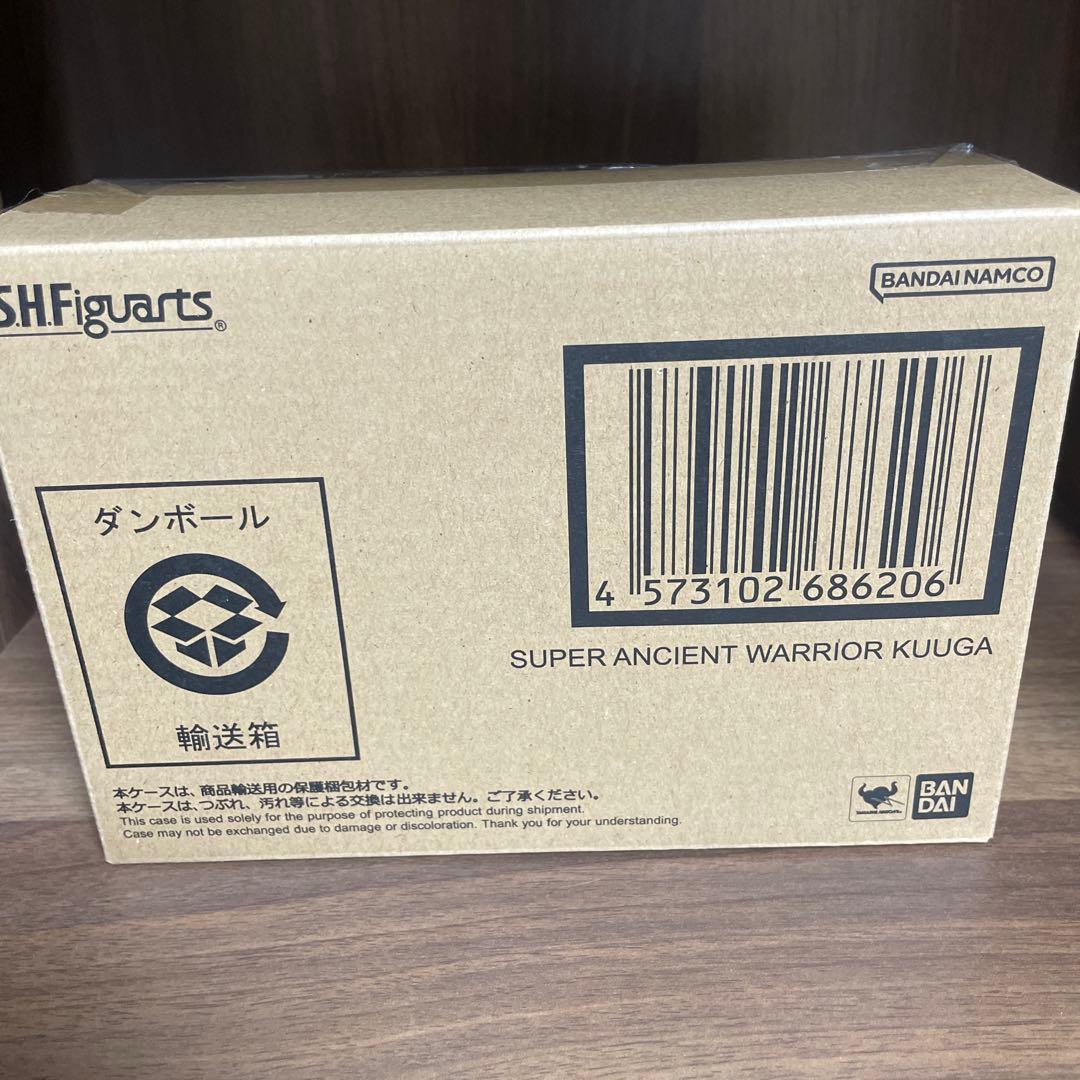 S.H.Figuarts®
BANDAI NAMCO
4 573102 686206
SUPER ANCIENT WARRIOR KUUGA
ダンボール
輸送箱
本ケースは、商品輸送用の保護梱包材です。
本ケースは、つぶれ、汚れ等による交換は出来ません。ご了承ください。
This case is used solely for the purpose of protecting product during shipment.
Case may not be exchanged due to damage or discoloration. Thank you for your understanding.
BAN
DAI